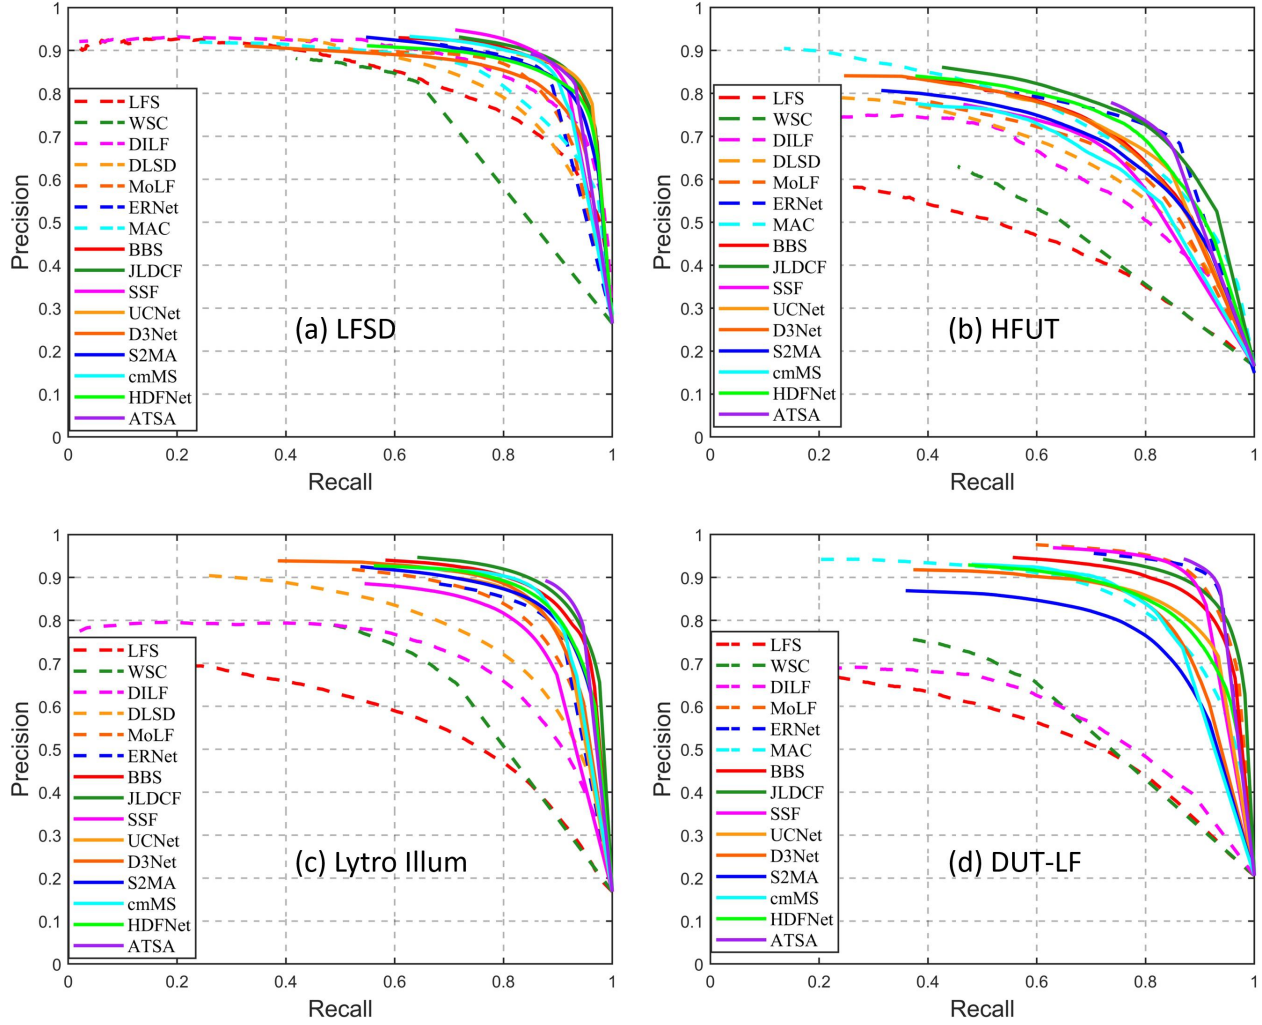 1
0.9
0.8
0.7
0.6
0.5
0.4
0.3
0.2
0.1
0
Precision
LFS
WSC
DILF
DLSD
MoLF
ERNet
MAC
BBS
JLDCF
SSF
UCNet
D3Net
S2MA
cmMS
HDFNet
ATSA
(a) LFSD
0 0.2 0.4 0.6 0.8 1
Recall
1
0.9
0.8
0.7
0.6
0.5
0.4
0.3
0.2
0.1
0
Precision
LFS
WSC
DILF
DLSD
MoLF
ERNet
MAC
BBS
JLDCF
SSF
UCNet
D3Net
S2MA
cmMS
HDFNet
ATSA
(b) HFUT
0 0.2 0.4 0.6 0.8 1
Recall
1
0.9
0.8
0.7
0.6
0.5
0.4
0.3
0.2
0.1
0
Precision
LFS
WSC
DILF
DLSD
MoLF
ERNet
BBS
JLDCF
SSF
UCNet
D3Net
S2MA
cmMS
HDFNet
ATSA
(c) Lytro Illum
0 0.2 0.4 0.6 0.8 1
Recall
1
0.9
0.8
0.7
0.6
0.5
0.4
0.3
0.2
0.1
0
Precision
LFS
WSC
DILF
MoLF
ERNet
MAC
BBS
JLDCF
SSF
UCNet
D3Net
S2MA
cmMS
HDFNet
ATSA
(d) DUT-LF
0 0.2 0.4 0.6 0.8 1
Recall